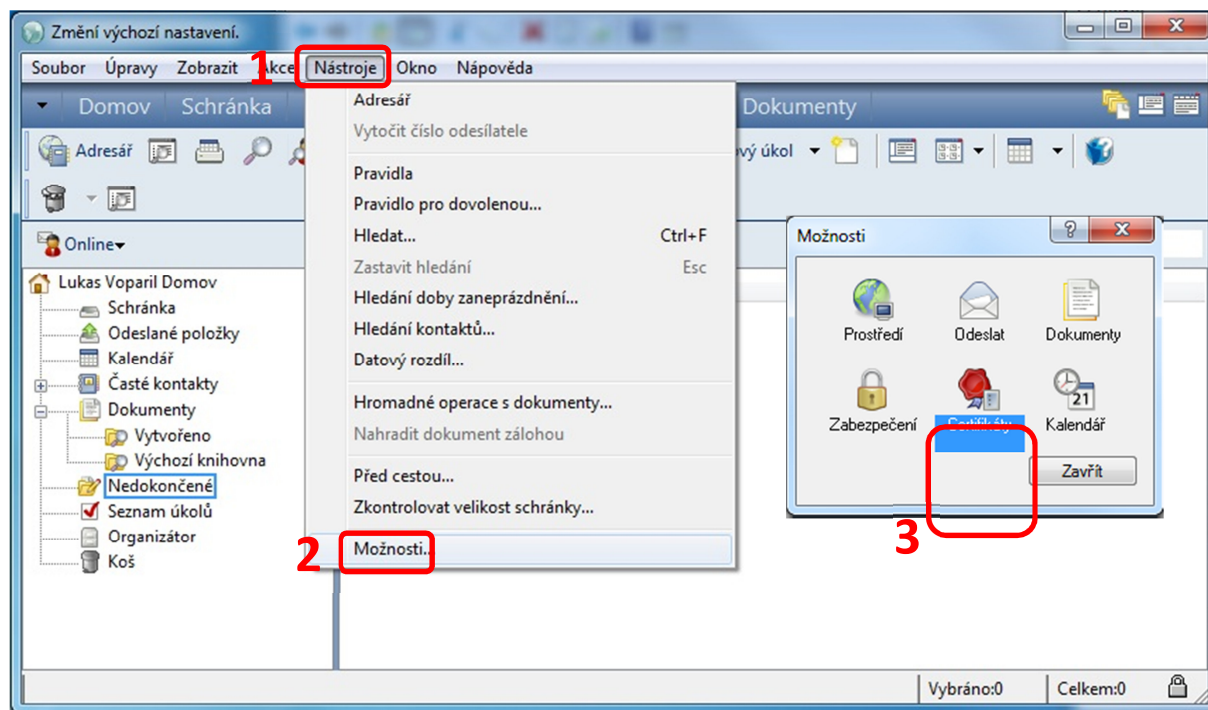 Změní výchozí nastavení.
1
Soubor Úpravy Zobrazit Akce Nástroje Okno Nápověda
Domov Schránka Dokumenty
Adresář
Vytočit číslo odesílatele
Pravidla
Pravidlo pro dovolenou...
Hledat... Ctrl+F
Zastavit hledání Esc
Hledání doby zaneprázdnění...
Hledání kontaktů...
Datový rozdíl...
Hromadné operace s dokumenty...
Nahradit dokument zálohou
Před cestou...
Zkontrolovat velikost schránky...
2
Možnosti...
Adresář
vý úkol
Online
Lukas Voparil Domov
Schránka
Odeslané položky
Kalendář
Časté kontakty
Dokumenty
Vytvořeno
Výchozí knihovna
Nedokončené
Seznam úkolů
Organizátor
Koš
Možnosti
Prostředí Odeslat Dokumenty
21
Zabezpečení Certifikáty Kalendář
Zavřít
3
Vybráno:0 Celkem:0